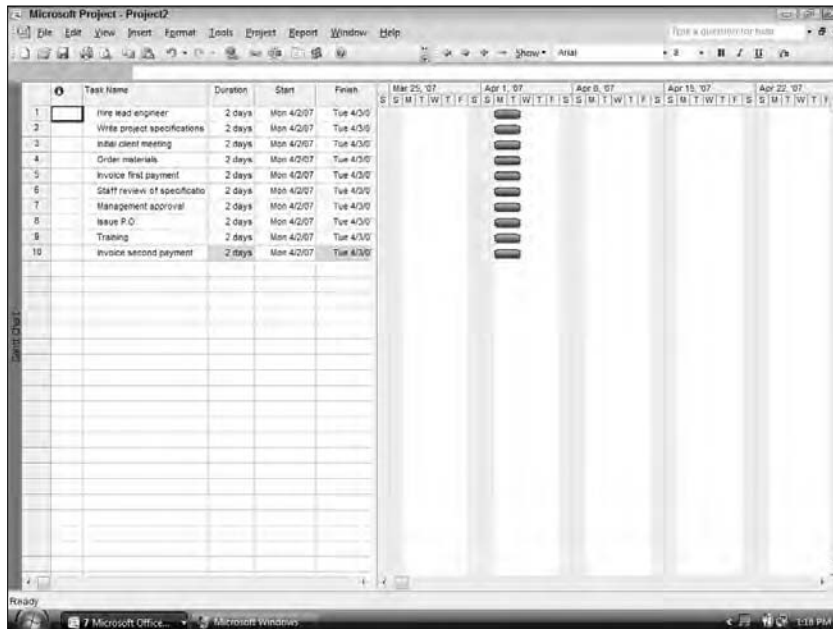 Microsoft Project - Project2
File Edit View Insert Format Tools Project Report Window Help Type a question for help
Show Arial 8 B I U
Task Name Duration Start Finish Mar 25, '07 Apr 1, '07 Apr 8, '07 Apr 15, '07 Apr 22, '07
S S M T W T F S S M T W T F S S M T W T F S S M T W T F S S M T W T F
1 Hire lead engineer 2 days Mon 4/2/07 Tue 4/3/0
2 Write project specifications 2 days Mon 4/2/07 Tue 4/3/0
3 Initial client meeting 2 days Mon 4/2/07 Tue 4/3/0
4 Order materials 2 days Mon 4/2/07 Tue 4/3/0
5 Invoice first payment 2 days Mon 4/2/07 Tue 4/3/0
6 Staff review of specificatio 2 days Mon 4/2/07 Tue 4/3/0
7 Management approval 2 days Mon 4/2/07 Tue 4/3/0
8 Issue P.O. 2 days Mon 4/2/07 Tue 4/3/0
9 Training 2 days Mon 4/2/07 Tue 4/3/0
10 Invoice second payment 2 days Mon 4/2/07 Tue 4/3/0
Gantt Chart
Ready
7 Microsoft Office... Microsoft Windows 1:18 PM